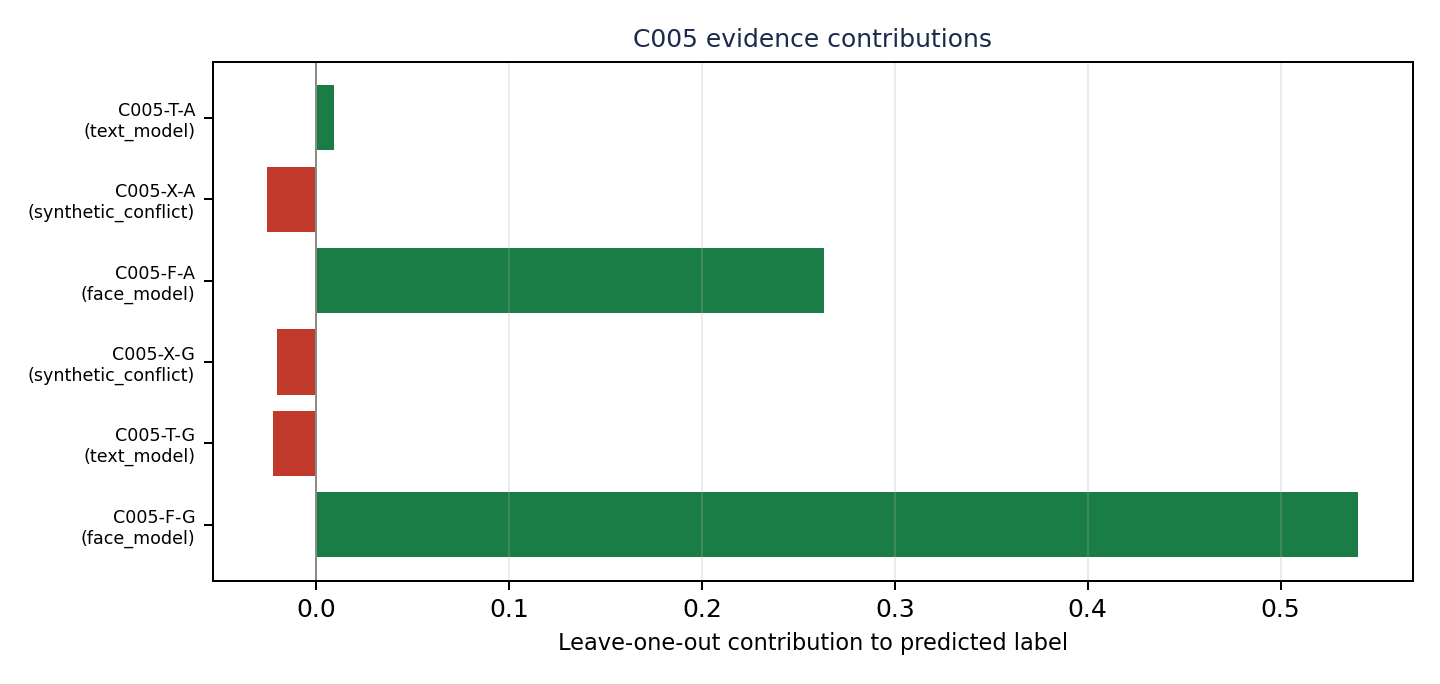 C005 evidence contributions
C005-T-A
(text_model)
C005-X-A
(synthetic_conflict)
C005-F-A
(face_model)
C005-X-G
(synthetic_conflict)
C005-T-G
(text_model)
C005-F-G
(face_model)
0.0 0.1 0.2 0.3 0.4 0.5
Leave-one-out contribution to predicted label